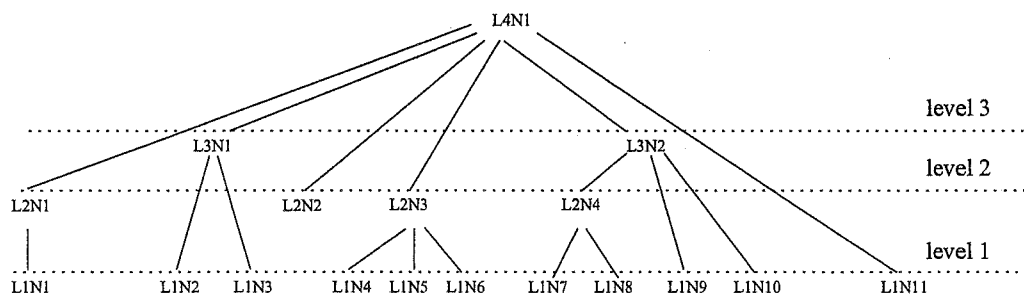 L4N1
level 3
L3N1 L3N2
level 2
L2N1 L2N2 L2N3 L2N4
level 1
L1N1 L1N2 L1N3 L1N4 L1N5 L1N6 L1N7 L1N8 L1N9 L1N10 L1N11